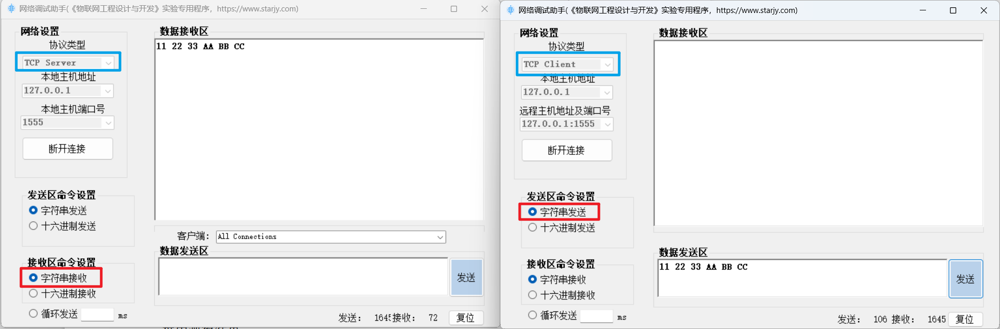 网络调试助手(《物联网工程设计与开发》实验专用程序，https://www.starjy.com)
网络设置
协议类型
TCP Server
本地主机地址
127.0.0.1
本地主机端口号
1555
断开连接
发送区命令设置
字符串发送
十六进制发送
接收区命令设置
字符串接收
十六进制接收
循环发送 ms
数据接收区
11 22 33 AA BB CC
客户端: All Connections
数据发送区
发送
发送: 1645 接收: 72 复位
网络调试助手(《物联网工程设计与开发》实验专用程序，https://www.starjy.com)
网络设置
协议类型
TCP Client
本地主机地址
127.0.0.1
远程主机地址及端口号
127.0.0.1:1555
断开连接
发送区命令设置
字符串发送
十六进制发送
接收区命令设置
字符串接收
十六进制接收
循环发送 ms
数据接收区
数据发送区
11 22 33 AA BB CC
发送
发送: 106 接收: 1645 复位